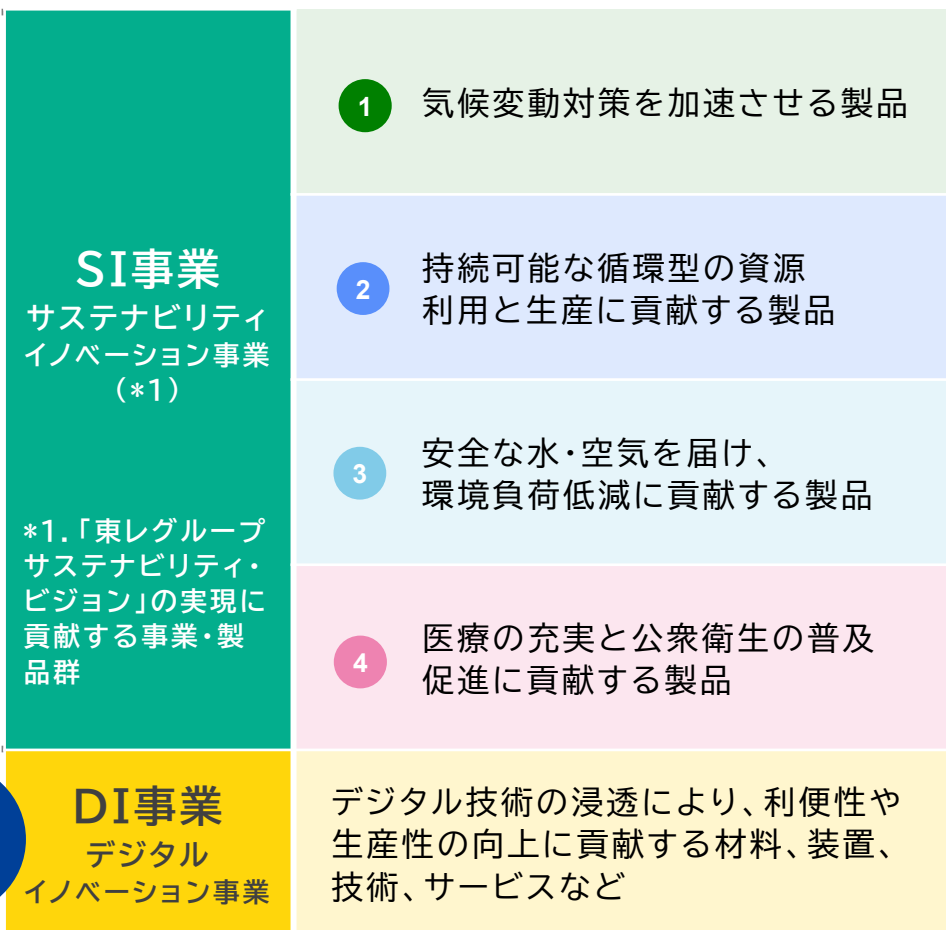 SI事業
サステナビリティ
イノベーション事業
(*1)
*1.「東レグループ
サステナビリティ・
ビジョン」の実現に
貢献する事業・製
品群
1
気候変動対策を加速させる製品
2
持続可能な循環型の資源
利用と生産に貢献する製品
3
安全な水・空気を届け、
環境負荷低減に貢献する製品
4
医療の充実と公衆衛生の普及
促進に貢献する製品
DI事業
デジタル
イノベーション事業
デジタル技術の浸透により、利便性や
生産性の向上に貢献する材料、装置、
技術、サービスなど